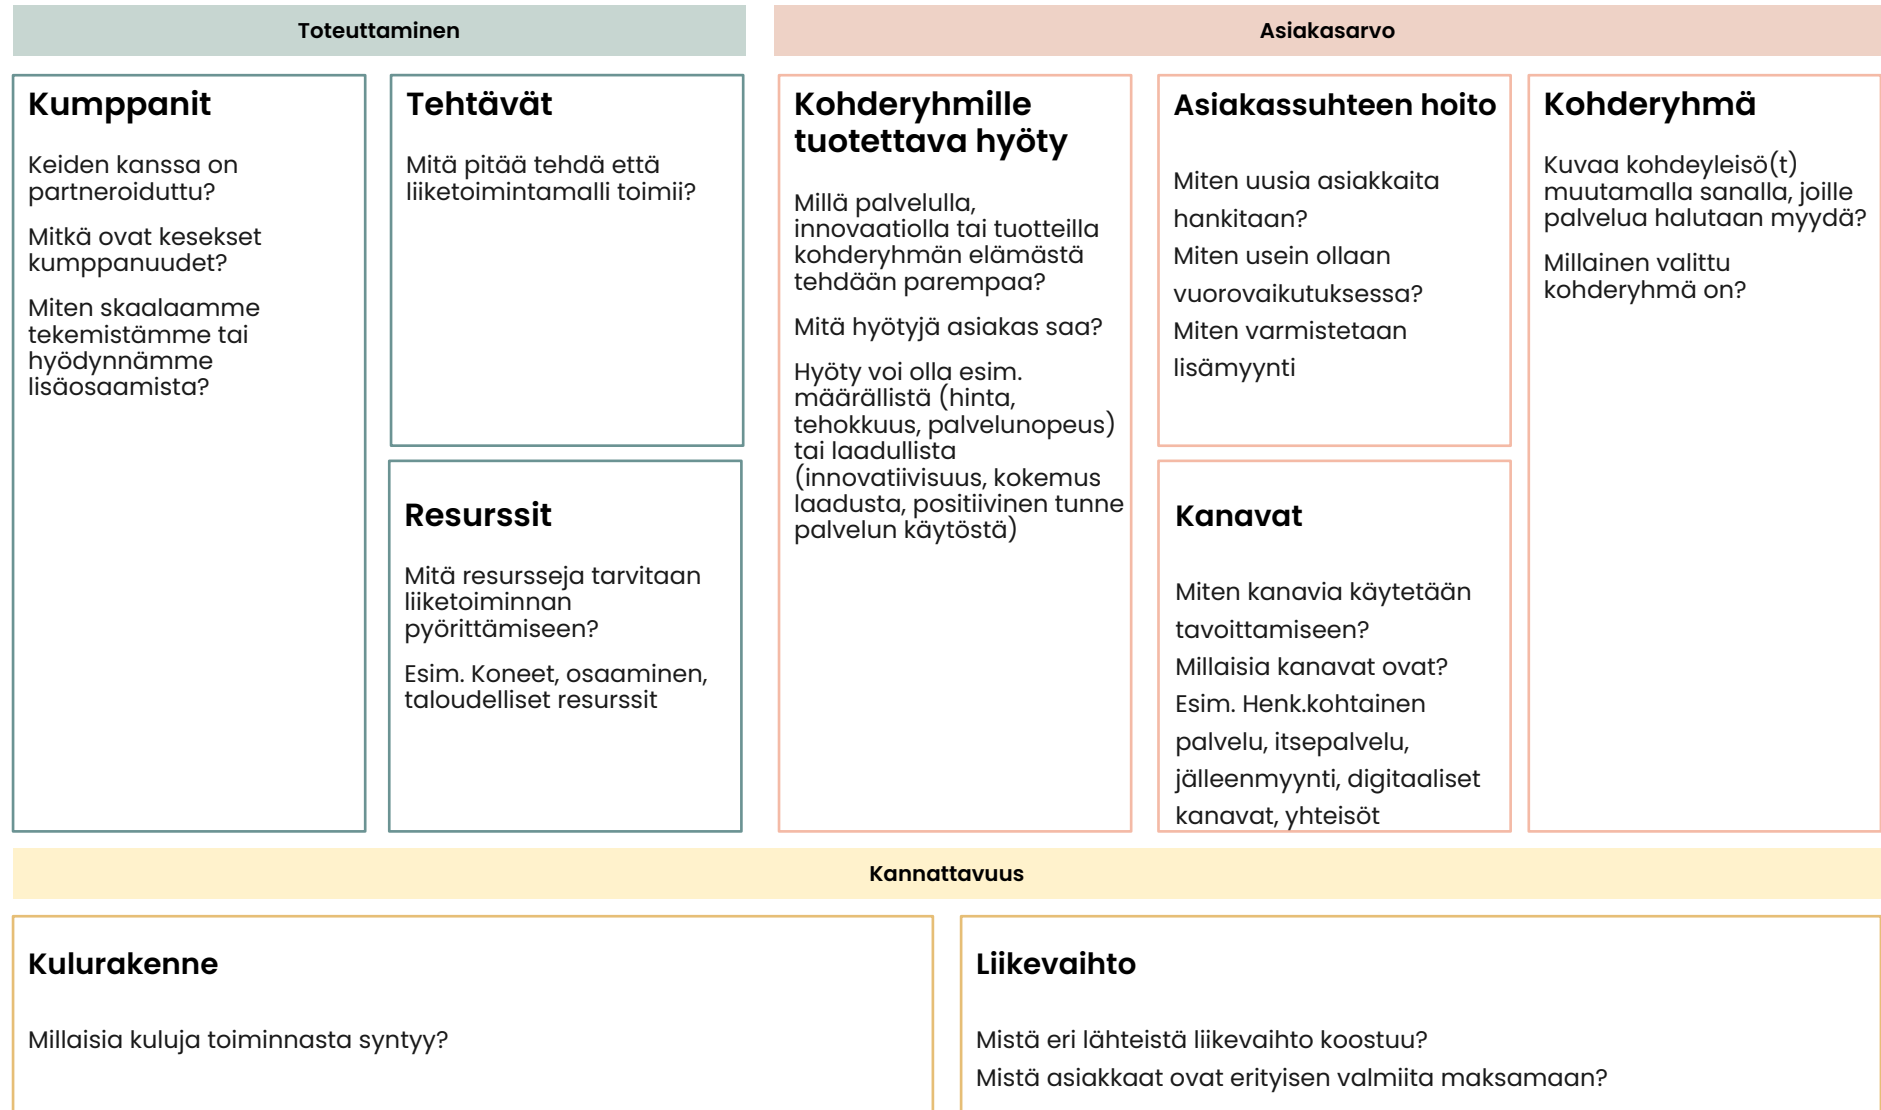 Toteuttaminen
Asiakasarvo
Kumppanit
Keiden kanssa on
partneroiduttu?
Mitkä ovat kesekset
kumppanuudet?
Miten skaalaamme
tekemistämme tai
hyödynnämme
lisäosaamista?
Tehtävät
Mitä pitää tehdä että
liiketoimintamalli toimii?
Resurssit
Mitä resursseja tarvitaan
liiketoiminnan
pyörittämiseen?
Esim. Koneet, osaaminen,
taloudelliset resurssit
Kohderyhmille
tuotettava hyöty
Millä palvelulla,
innovaatiolla tai tuotteilla
kohderyhmän elämästä
tehdään parempaa?
Mitä hyötyjä asiakas saa?
Hyöty voi olla esim.
määrällistä (hinta,
tehokkuus, palvelunopeus)
tai laadullista
(innovatiivisuus, kokemus
laadusta, positiivinen tunne
palvelun käytöstä)
Asiakassuhteen hoito
Miten uusia asiakkaita
hankitaan?
Miten usein ollaan
vuorovaikutuksessa?
Miten varmistetaan
lisämyynti
Kanavat
Miten kanavia käytetään
tavoittamiseen?
Millaisia kanavat ovat?
Esim. Henk.kohtainen
palvelu, itsepalvelu,
jälleenmyynti, digitaaliset
kanavat, yhteisöt
Kohderyhmä
Kuvaa kohdeyleisö(t)
muutamalla sanalla, joille
palvelua halutaan myydä?
Millainen valittu
kohderyhmä on?
Kannattavuus
Kulurakenne
Millaisia kuluja toiminnasta syntyy?
Liikevaihto
Mistä eri lähteistä liikevaihto koostuu?
Mistä asiakkaat ovat erityisen valmiita maksamaan?